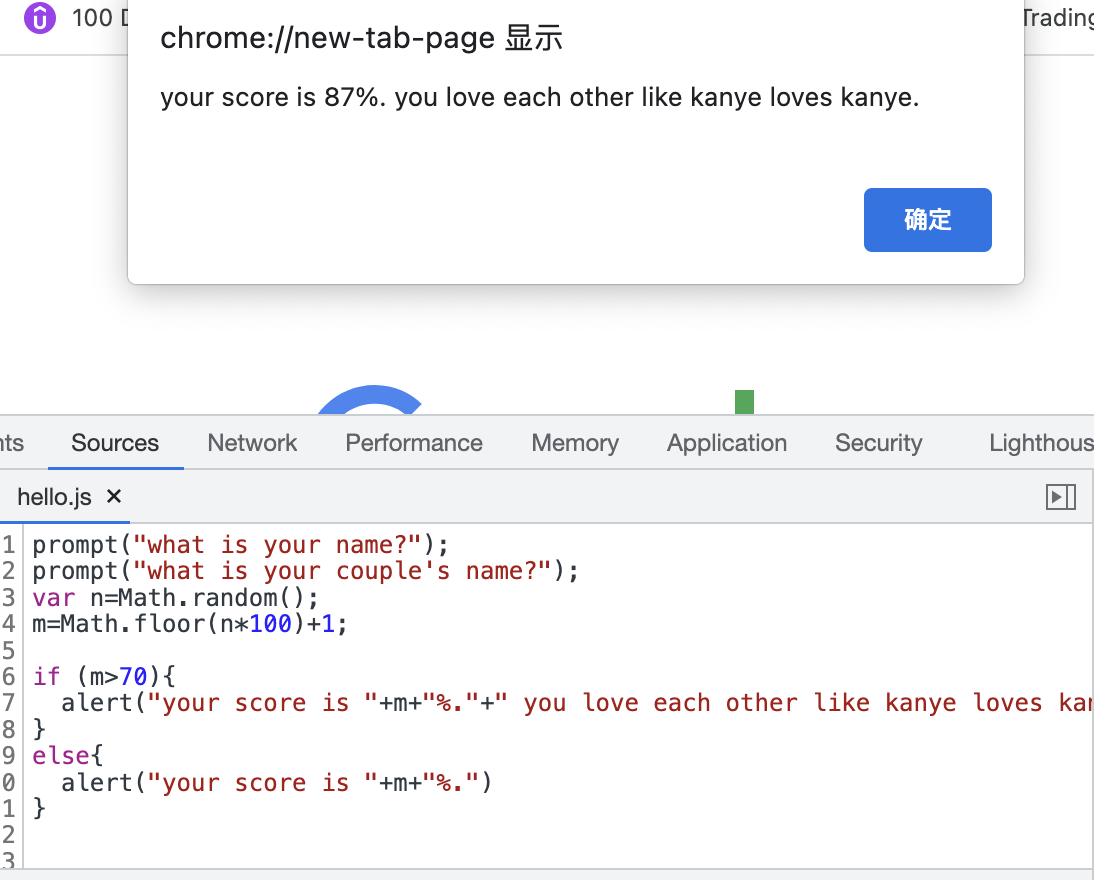 100
Trading
chrome://new-tab-page 显示
your score is 87%. you love each other like kanye loves kanye.
确定
Sources Network Performance Memory Application Security Lighthous
hello.js ×
1 prompt("what is your name?");
2 prompt("what is your couple's name?");
3 var n=Math.random();
4 m=Math.floor(n*100)+1;
5
6 if (m>70){
7   alert("your score is "+m+"%."+" you love each other like kanye loves kan
8 }
9 else{
0   alert("your score is "+m+"%.")
1 }
2
3